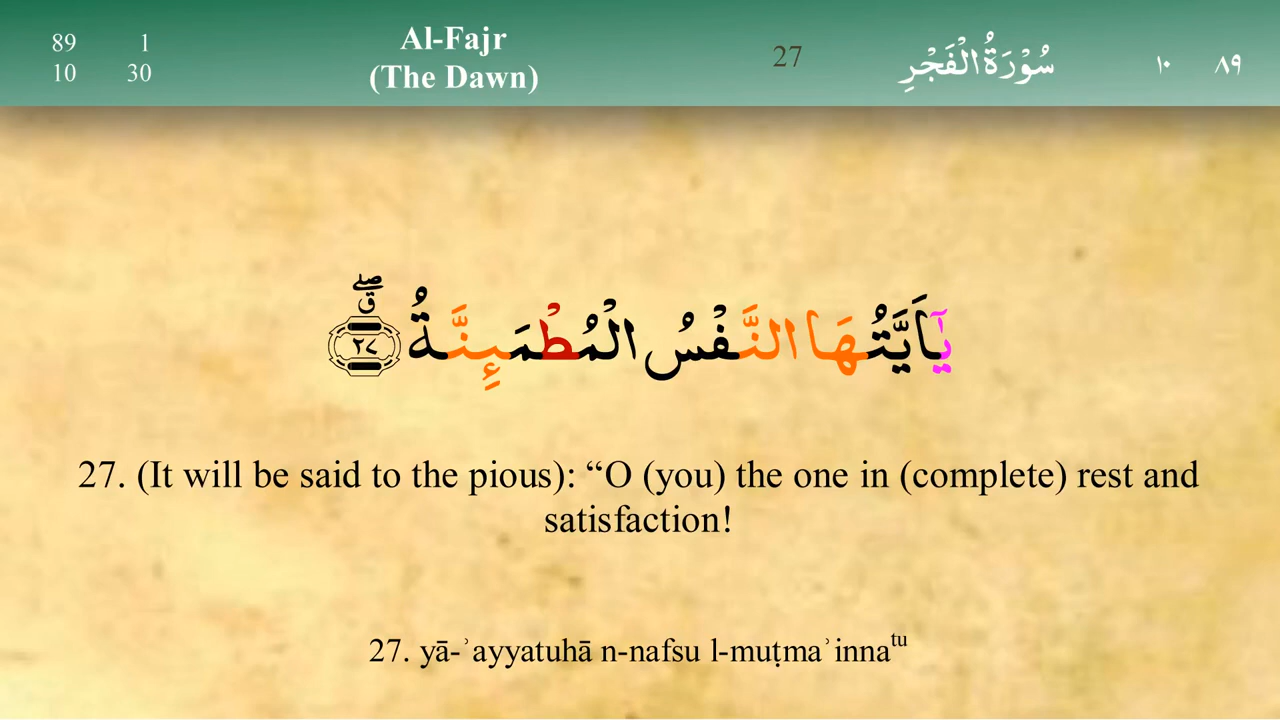 89 1
10 30
Al-Fajr
(The Dawn)
27
سُوْرَةُ الْفَجْرِ
١٠ ٨٩
يٰٓاَيَّتُهَا النَّفْسُ الْمُطْمَئِنَّةُ ۖق ﴿۲۷﴾
27. (It will be said to the pious): “O (you) the one in (complete) rest and
satisfaction!
27. yā-ʾayyatuhā n-nafsu l-muṭmaʾinnaᵗᵘ